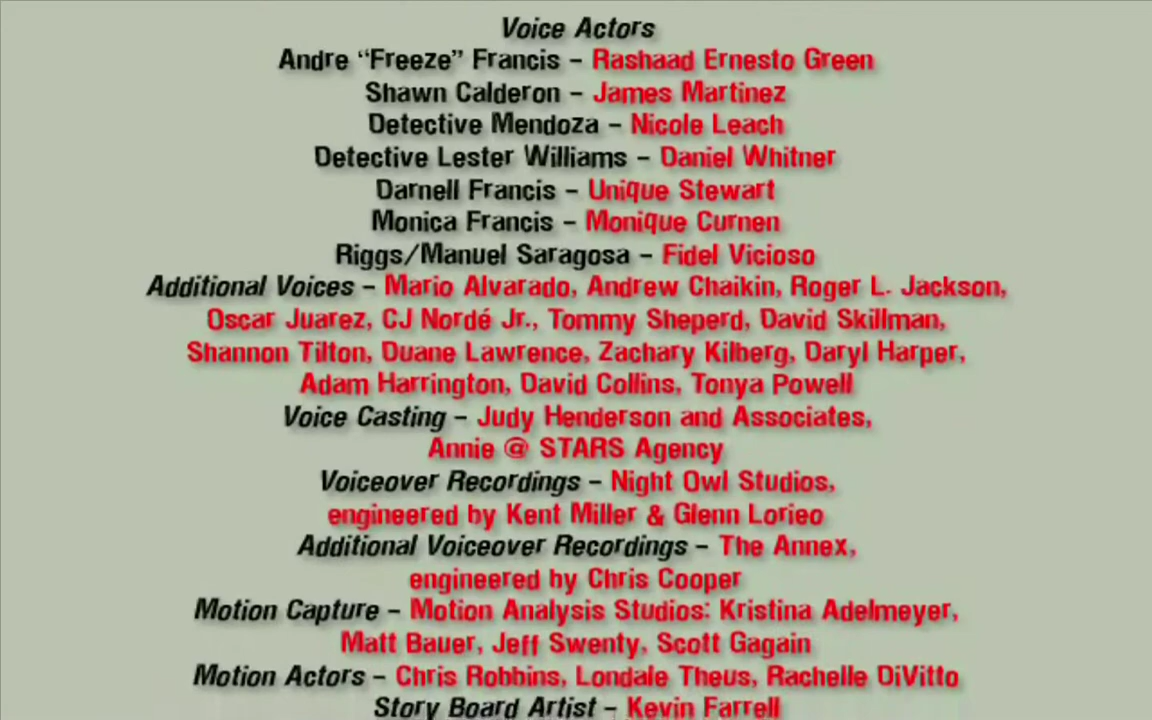 Voice Actors
Andre “Freeze” Francis – Rashaad Ernesto Green
Shawn Calderon – James Martinez
Detective Mendoza – Nicole Leach
Detective Lester Williams – Daniel Whitner
Darnell Francis – Unique Stewart
Monica Francis – Monique Curnen
Riggs/Manuel Saragosa – Fidel Vicioso
Additional Voices – Mario Alvarado, Andrew Chaikin, Roger L. Jackson,
Oscar Juarez, CJ Nordé Jr., Tommy Sheperd, David Skillman,
Shannon Tilton, Duane Lawrence, Zachary Kilberg, Daryl Harper,
Adam Harrington, David Collins, Tonya Powell
Voice Casting – Judy Henderson and Associates,
Annie @ STARS Agency
Voiceover Recordings – Night Owl Studios,
engineered by Kent Miller & Glenn Lorieo
Additional Voiceover Recordings – The Annex,
engineered by Chris Cooper
Motion Capture – Motion Analysis Studios: Kristina Adelmeyer,
Matt Bauer, Jeff Swenty, Scott Gagain
Motion Actors – Chris Robbins, Londale Theus, Rachelle DiVitto
Story Board Artist – Kevin Farrell